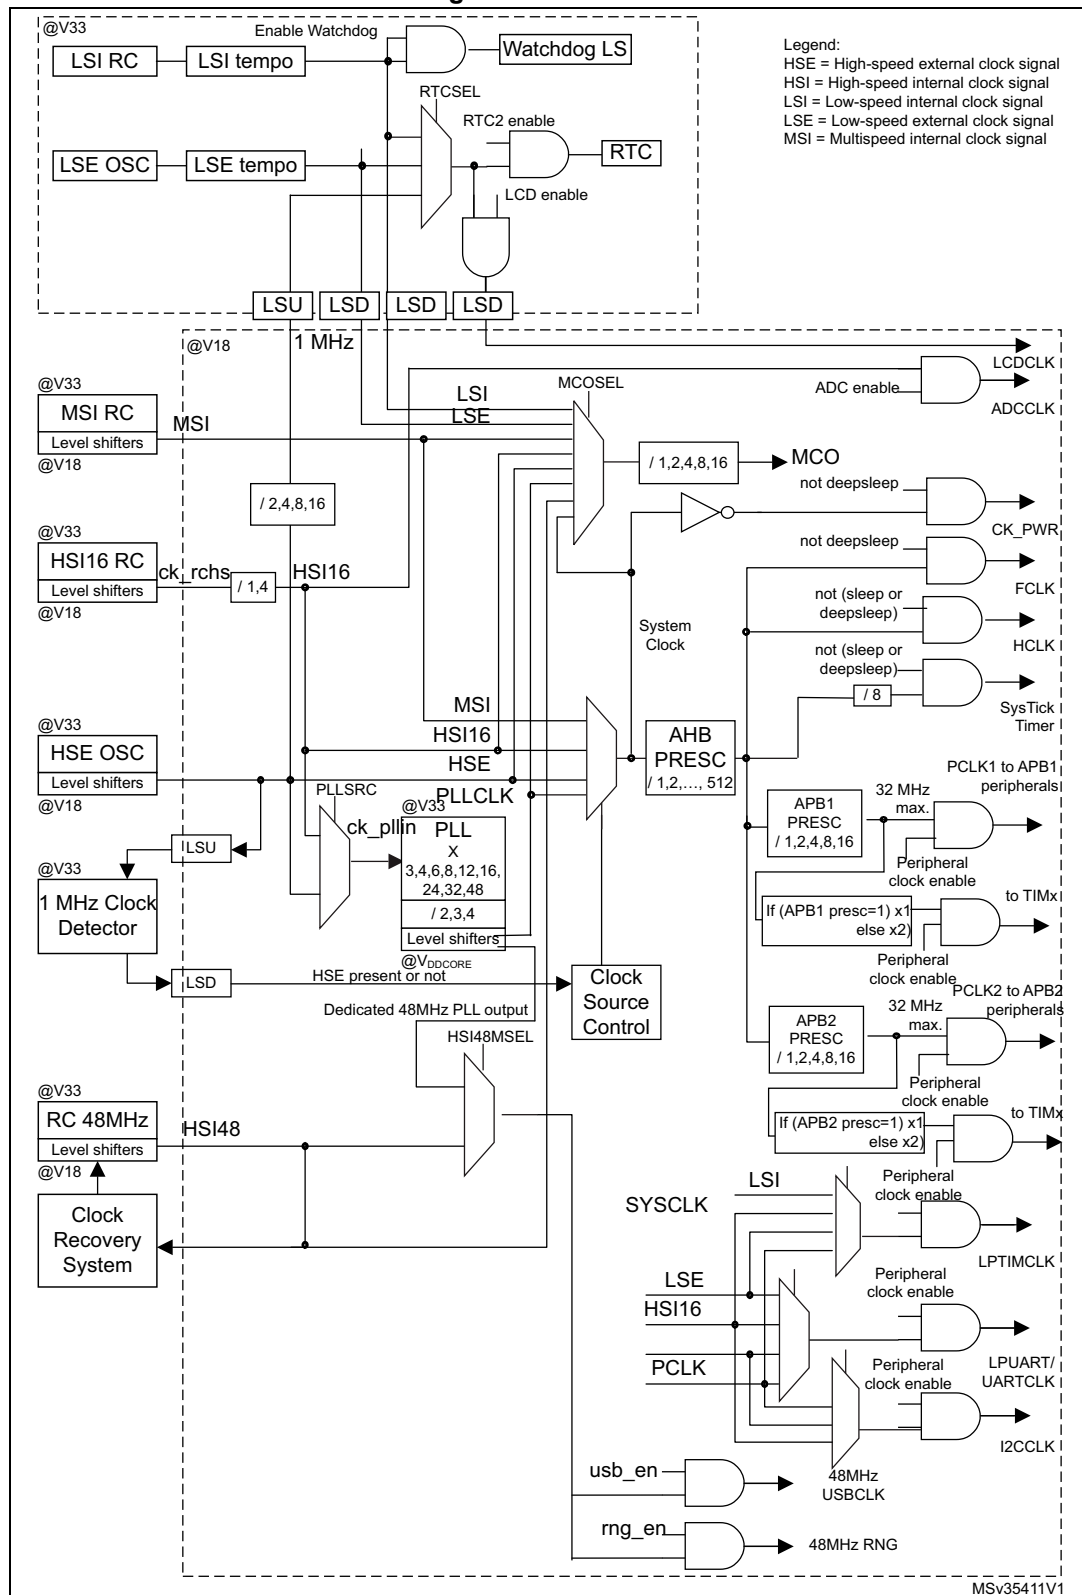 @V33
Enable Watchdog
LSI RC
LSI tempo
Watchdog LS
Legend:
HSE = High-speed external clock signal
HSI = High-speed internal clock signal
LSI = Low-speed internal clock signal
LSE = Low-speed external clock signal
MSI = Multispeed internal clock signal
RTCSEL
RTC2 enable
LSE OSC
LSE tempo
RTC
LCD enable
LSU
LSD
LSD
LSD
@V18
1 MHz
LCDCLK
@V33
MSI RC
Level shifters
@V18
MSI
LSI
LSE
MCOSEL
ADC enable
ADCCLK
/ 1,2,4,8,16
MCO
/ 2,4,8,16
not deepsleep
CK_PWR
@V33
HSI16 RC
Level shifters
@V18
ck_rchs
/ 1,4
HSI16
not deepsleep
FCLK
not (sleep or
deepsleep)
HCLK
System
Clock
not (sleep or
deepsleep)
/ 8
SysTick
Timer
MSI
HSI16
HSE
PLLCLK
AHB
PRESC
/ 1,2,…, 512
@V33
HSE OSC
Level shifters
@V18
PLLSRC
ck_pllin
@V33
PLL
X
3,4,6,8,12,16,
24,32,48
/ 2,3,4
Level shifters
@VDDCORE
PCLK1 to APB1
peripherals
32 MHz
max.
APB1
PRESC
/ 1,2,4,8,16
Peripheral
clock enable
LSU
@V33
1 MHz Clock
Detector
If (APB1 presc=1) x1
else x2)
to TIMx
Peripheral
clock enable
LSD
HSE present or not
Clock
Source
Control
Dedicated 48MHz PLL output
PCLK2 to APB2
peripherals
32 MHz
max.
APB2
PRESC
/ 1,2,4,8,16
Peripheral
clock enable
HSI48MSEL
@V33
RC 48MHz
Level shifters
@V18
HSI48
If (APB2 presc=1) x1
else x2)
to TIMx
Peripheral
clock enable
Clock
Recovery
System
LSI
SYSCLK
LPTIMCLK
LSE
HSI16
PCLK
Peripheral
clock enable
LPUART/
UARTCLK
Peripheral
clock enable
I2CCLK
usb_en
48MHz
USBCLK
rng_en
48MHz RNG
MSv35411V1